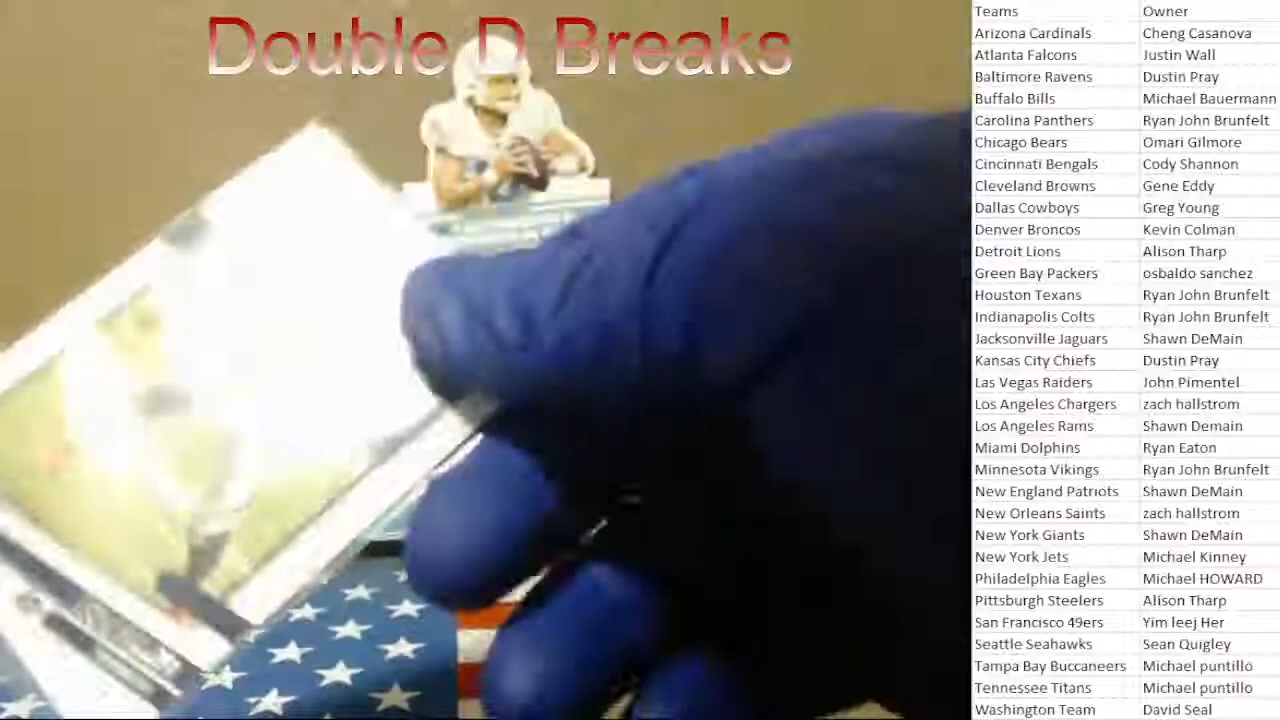 Double D Breaks
Teams Owner
Arizona Cardinals Cheng Casanova
Atlanta Falcons Justin Wall
Baltimore Ravens Dustin Pray
Buffalo Bills Michael Bauermann
Carolina Panthers Ryan John Brunfelt
Chicago Bears Omari Gilmore
Cincinnati Bengals Cody Shannon
Cleveland Browns Gene Eddy
Dallas Cowboys Greg Young
Denver Broncos Kevin Colman
Detroit Lions Alison Tharp
Green Bay Packers osbaldo sanchez
Houston Texans Ryan John Brunfelt
Indianapolis Colts Ryan John Brunfelt
Jacksonville Jaguars Shawn DeMain
Kansas City Chiefs Dustin Pray
Las Vegas Raiders John Pimentel
Los Angeles Chargers zach hallstrom
Los Angeles Rams Shawn Demain
Miami Dolphins Ryan Eaton
Minnesota Vikings Ryan John Brunfelt
New England Patriots Shawn DeMain
New Orleans Saints zach hallstrom
New York Giants Shawn DeMain
New York Jets Michael Kinney
Philadelphia Eagles Michael HOWARD
Pittsburgh Steelers Alison Tharp
San Francisco 49ers Yim leej Her
Seattle Seahawks Sean Quigley
Tampa Bay Buccaneers Michael puntillo
Tennessee Titans Michael puntillo
Washington Team David Seal